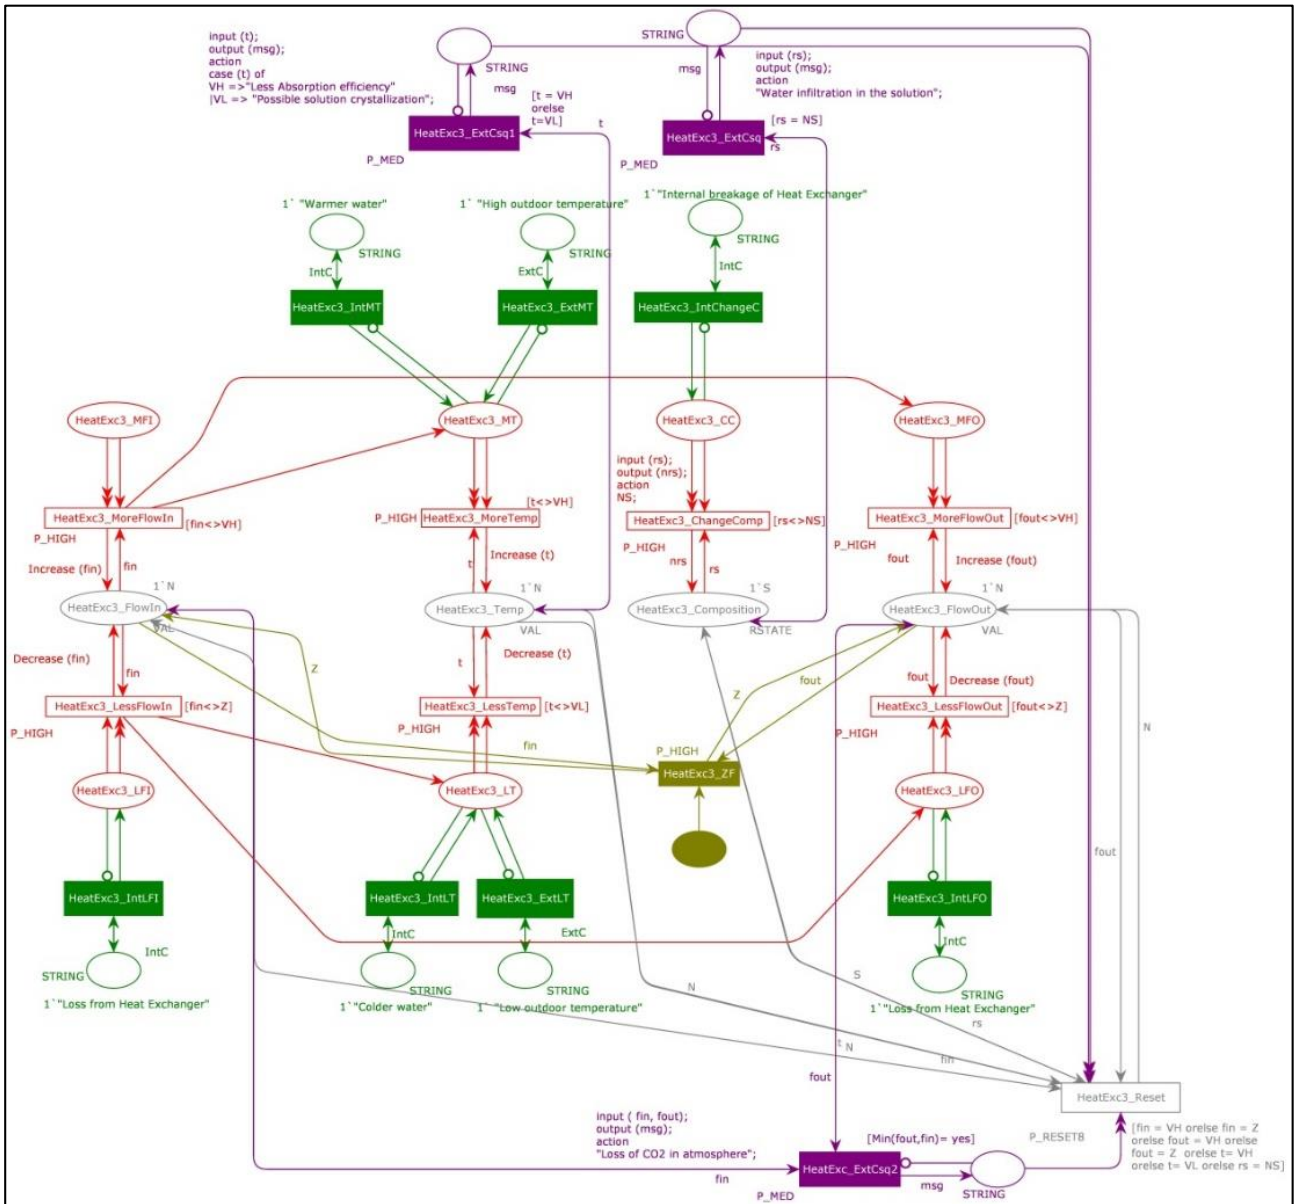 input (t);
output (msg);
action
case (t) of
VH =>"Less Absorption efficiency"
|VL => "Possible solution crystallization";
STRING
msg
[t = VH
orelse
t=VL]
t
HeatExc3_ExtCsq1
P_MED
STRING
msg
input (rs);
output (msg);
action
"Water infiltration in the solution";
[rs = NS]
rs
HeatExc3_ExtCsq
P_MED
1` "Warmer water"
STRING
IntC
HeatExc3_IntMT
1` "High outdoor temperature"
STRING
ExtC
HeatExc3_ExtMT
1`"Internal breakage of Heat Exchanger"
STRING
IntC
HeatExc3_IntChangeC
HeatExc3_MFI
HeatExc3_MT
HeatExc3_CC
HeatExc3_MFO
input (rs);
output (nrs);
action
NS;
HeatExc3_MoreFlowIn
[fin<>VH]
P_HIGH
[t<>VH]
P_HIGH
HeatExc3_MoreTemp
HeatExc3_ChangeComp
[rs<>NS]
P_HIGH
HeatExc3_MoreFlowOut
[fout<>VH]
P_HIGH
Increase (fin)
fin
t
Increase (t)
nrs
rs
fout
Increase (fout)
1`N
HeatExc3_FlowIn
VAL
1`N
HeatExc3_Temp
VAL
1`S
HeatExc3_Composition
RSTATE
1`N
HeatExc3_FlowOut
VAL
Decrease (fin)
fin
Z
t
Decrease (t)
Z
fout
fout
Decrease (fout)
HeatExc3_LessFlowIn
[fin<>Z]
P_HIGH
HeatExc3_LessTemp
[t<>VL]
P_HIGH
HeatExc3_LessFlowOut
[fout<>Z]
P_HIGH
N
fin
P_HIGH
HeatExc3_ZF
HeatExc3_LFI
HeatExc3_LT
HeatExc3_LFO
fout
HeatExc3_IntLFI
HeatExc3_IntLT
HeatExc3_ExtLT
HeatExc3_IntLFO
IntC
STRING
1`"Loss from Heat Exchanger"
IntC
STRING
1`"Colder water"
ExtC
STRING
1` "Low outdoor temperature"
IntC
STRING
1`"Loss from Heat Exchanger"
N
S
rs
t
N
fin
fout
HeatExc3_Reset
P_RESET8
[fin = VH orelse fin = Z
orelse fout = VH orelse
fout = Z orelse t= VH
orelse t= VL orelse rs = NS]
input ( fin, fout);
output (msg);
action
"Loss of CO2 in atmosphere";
[Min(fout,fin)= yes]
fin
HeatExc_ExtCsq2
msg
STRING
P_MED